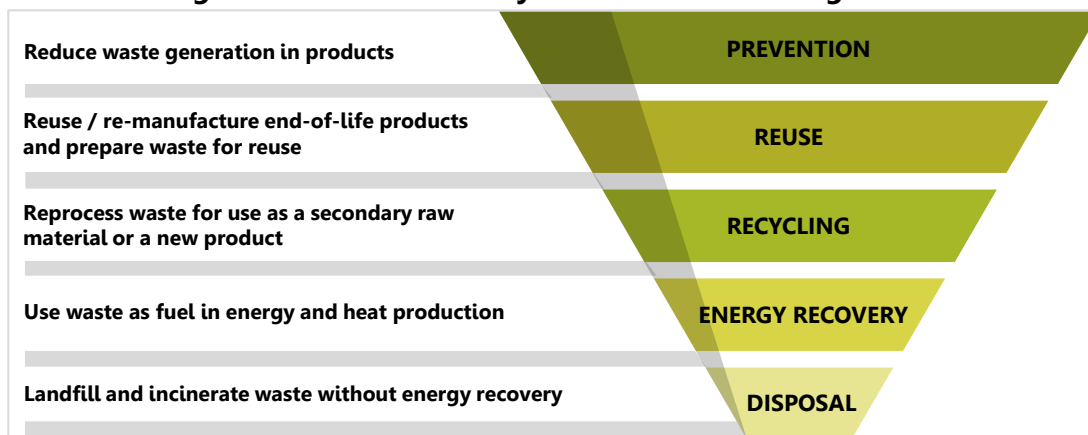 Reduce waste generation in products
PREVENTION
Reuse / re-manufacture end-of-life products
and prepare waste for reuse
REUSE
Reprocess waste for use as a secondary raw
material or a new product
RECYCLING
Use waste as fuel in energy and heat production
ENERGY RECOVERY
Landfill and incinerate waste without energy recovery
DISPOSAL